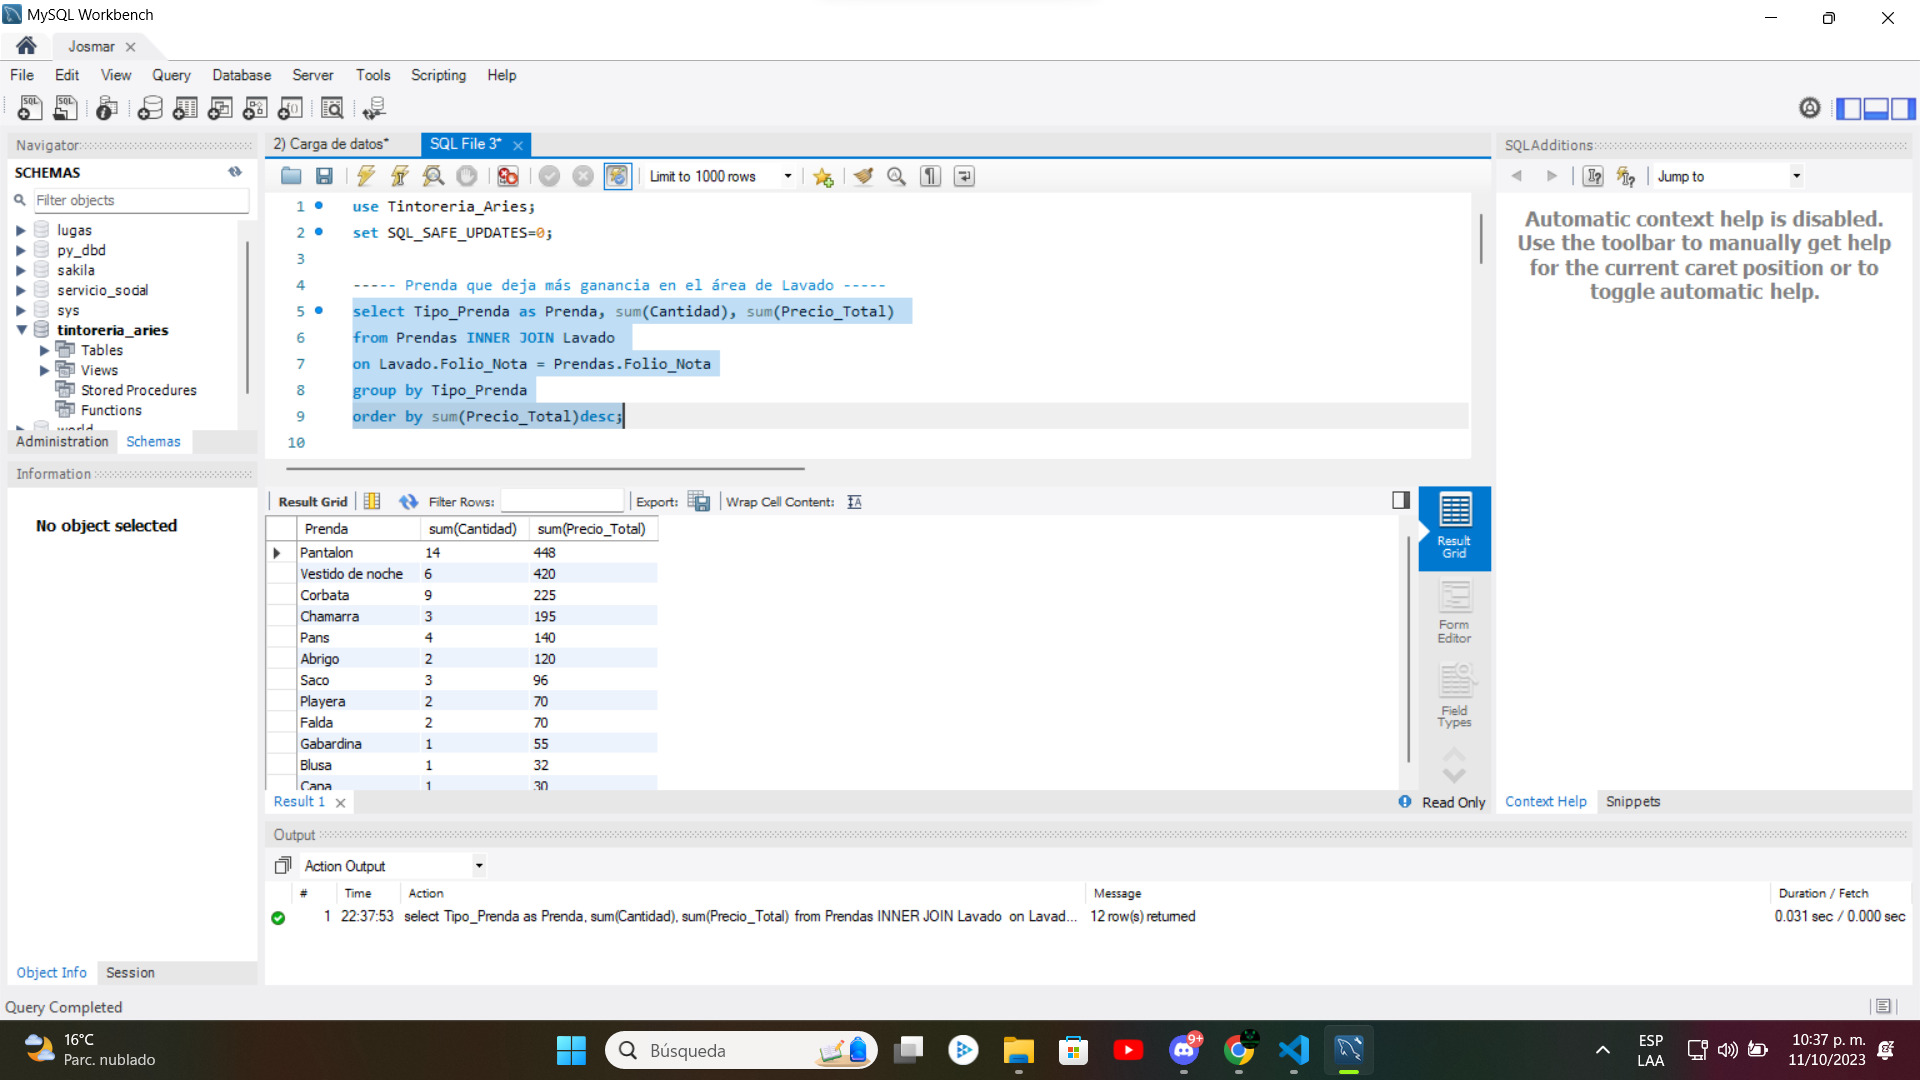 MySQL Workbench
Josmar
File Edit View Query Database Server Tools Scripting Help
Navigator
SCHEMAS
Filter objects
lugas
py_dbd
sakila
servicio_social
sys
tintoreria_aries
Tables
Views
Stored Procedures
Functions
world
Administration Schemas
Information
No object selected
Object Info Session
2) Carga de datos*
SQL File 3*
Limit to 1000 rows
1 use Tintoreria_Aries;
2 set SQL_SAFE_UPDATES=0;
3
4 ----- Prenda que deja más ganancia en el área de Lavado -----
5 select Tipo_Prenda as Prenda, sum(Cantidad), sum(Precio_Total)
6 from Prendas INNER JOIN Lavado
7 on Lavado.Folio_Nota = Prendas.Folio_Nota
8 group by Tipo_Prenda
9 order by sum(Precio_Total)desc;
10
Result Grid Filter Rows: Export: Wrap Cell Content:
Prenda sum(Cantidad) sum(Precio_Total)
Pantalon 14 448
Vestido de noche 6 420
Corbata 9 225
Chamarra 3 195
Pans 4 140
Abrigo 2 120
Saco 3 96
Playera 2 70
Falda 2 70
Gabardina 1 55
Blusa 1 32
Capa 1 30
Result Grid
Form Editor
Field Types
Result 1
Read Only
SQLAdditions
Jump to
Automatic context help is disabled.
Use the toolbar to manually get help
for the current caret position or to
toggle automatic help.
Context Help Snippets
Output
Action Output
# Time Action Message Duration / Fetch
1 22:37:53 select Tipo_Prenda as Prenda, sum(Cantidad), sum(Precio_Total) from Prendas INNER JOIN Lavado on Lavad... 12 row(s) returned 0.031 sec / 0.000 sec
Query Completed
16°C
Parc. nublado
Búsqueda
9+
ESP
LAA
10:37 p. m.
11/10/2023